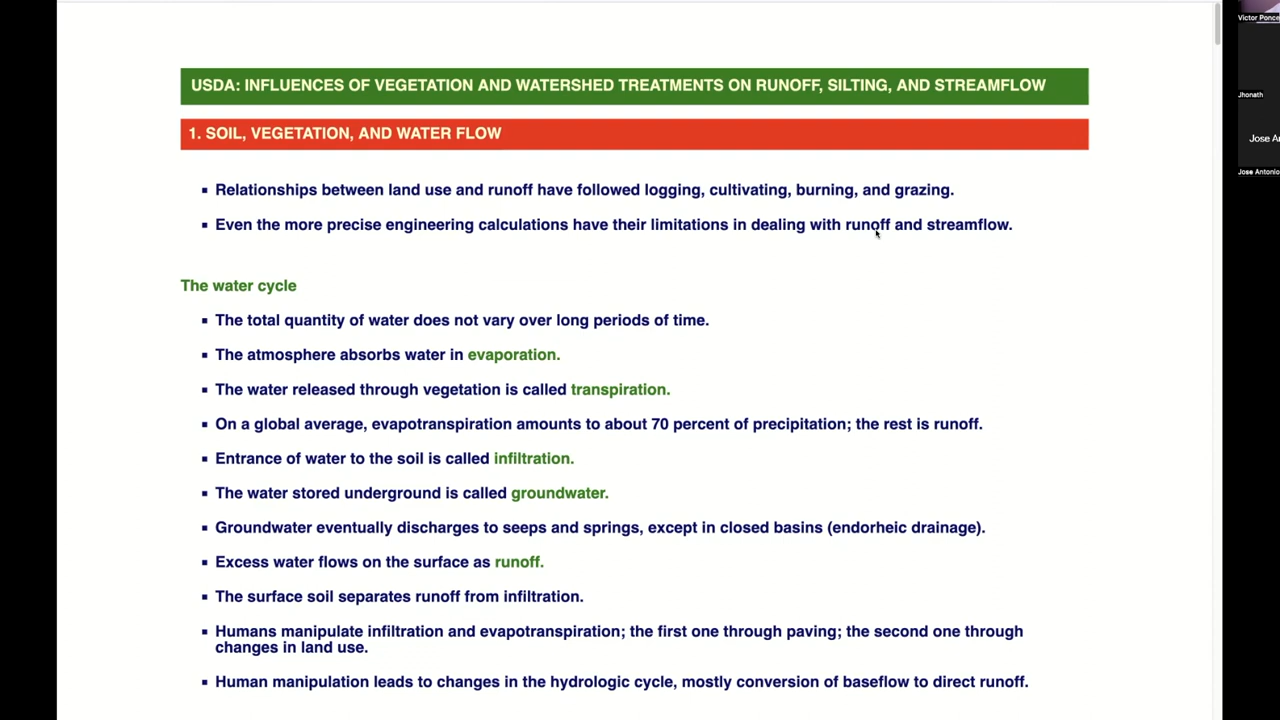 USDA: INFLUENCES OF VEGETATION AND WATERSHED TREATMENTS ON RUNOFF, SILTING, AND STREAMFLOW
1. SOIL, VEGETATION, AND WATER FLOW
Relationships between land use and runoff have followed logging, cultivating, burning, and grazing.
Even the more precise engineering calculations have their limitations in dealing with runoff and streamflow.
The water cycle
The total quantity of water does not vary over long periods of time.
The atmosphere absorbs water in evaporation.
The water released through vegetation is called transpiration.
On a global average, evapotranspiration amounts to about 70 percent of precipitation; the rest is runoff.
Entrance of water to the soil is called infiltration.
The water stored underground is called groundwater.
Groundwater eventually discharges to seeps and springs, except in closed basins (endorheic drainage).
Excess water flows on the surface as runoff.
The surface soil separates runoff from infiltration.
Humans manipulate infiltration and evapotranspiration; the first one through paving; the second one through
changes in land use.
Human manipulation leads to changes in the hydrologic cycle, mostly conversion of baseflow to direct runoff.
Victor Ponce
Jhonath
Jose An
Jose Antonio